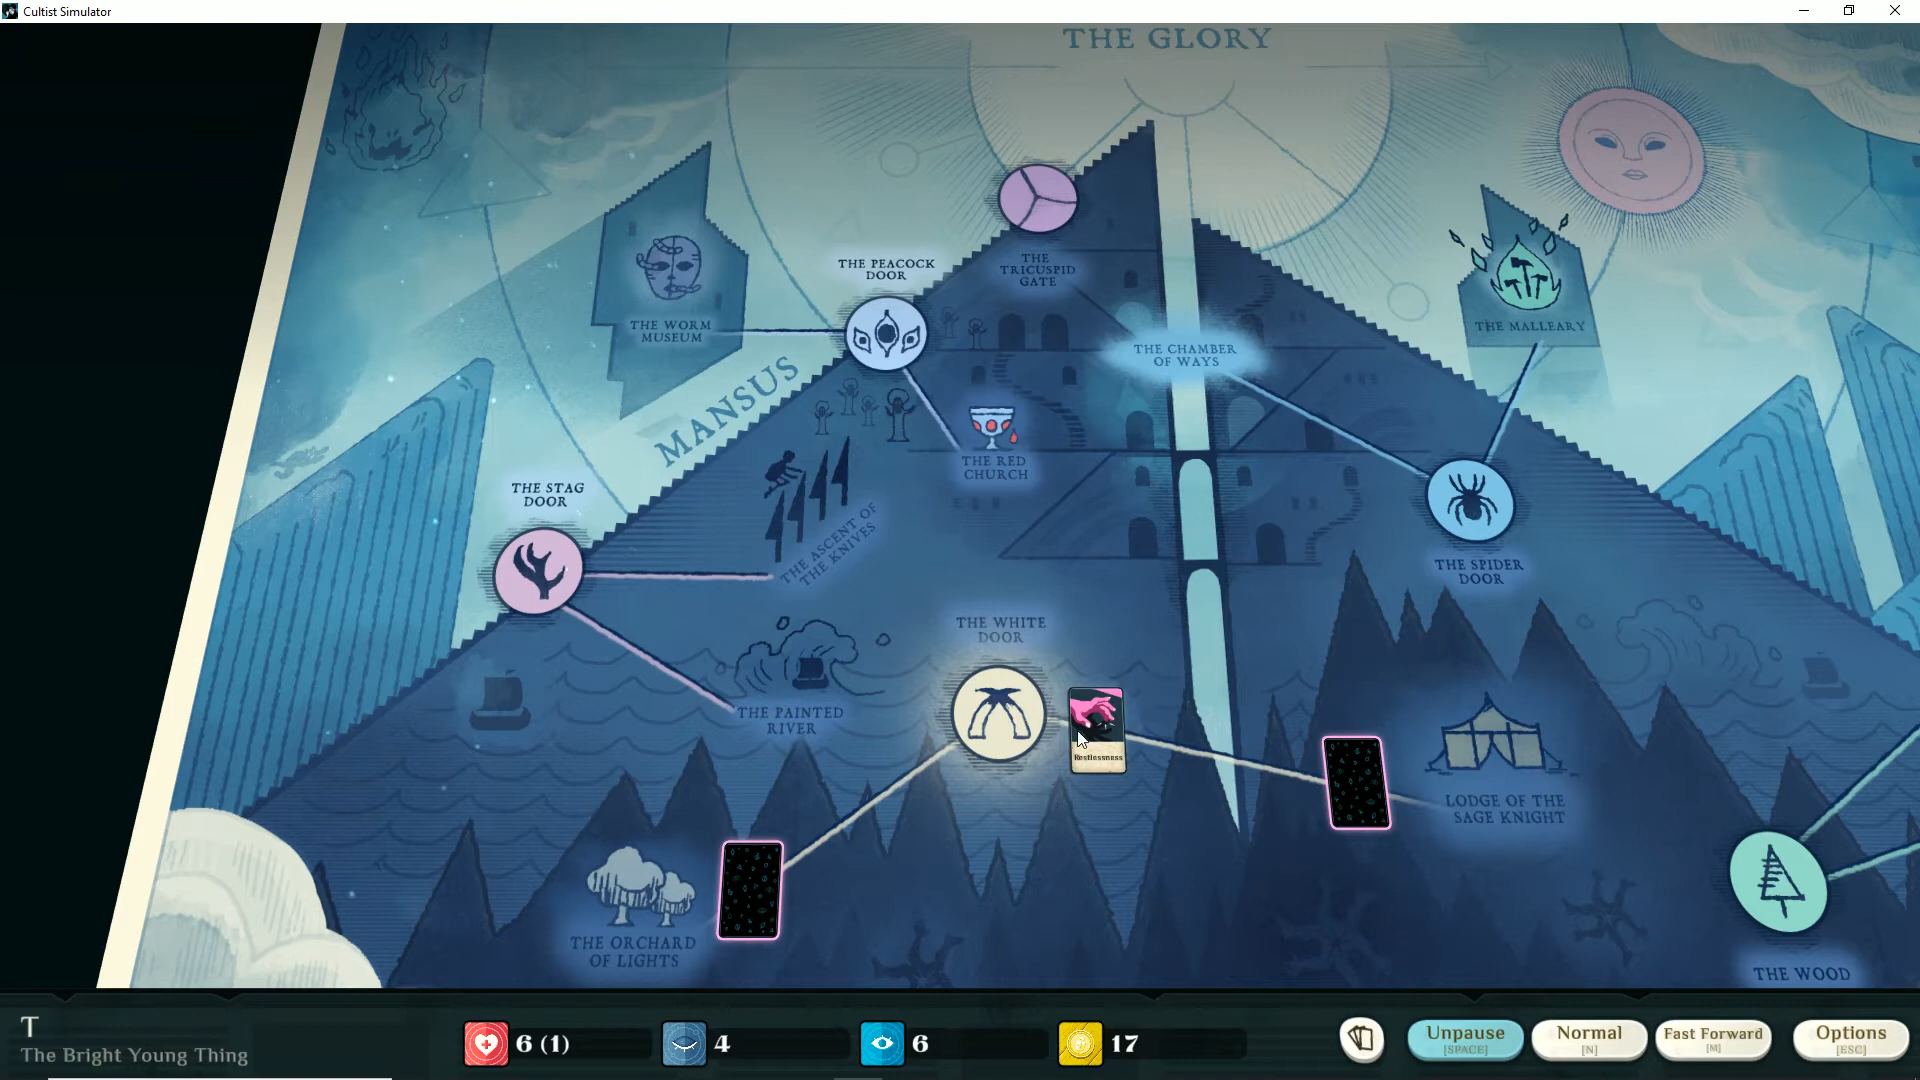 Cultist Simulator
THE GLORY
THE PEACOCK
DOOR
THE
TRICUSPID
GATE
THE WORM
MUSEUM
THE MALLEARY
THE CHAMBER
OF WAYS
MANSUS
THE RED
CHURCH
THE STAG
DOOR
THE ASCENT OF
THE KNIVES
THE SPIDER
DOOR
THE WHITE
DOOR
THE PAINTED
RIVER
Restlessness
LODGE OF THE
SAGE KNIGHT
THE ORCHARD
OF LIGHTS
THE WOOD
T
The Bright Young Thing
6 (1)
4
6
17
Unpause
[SPACE]
Normal
[N]
Fast Forward
[M]
Options
[ESC]